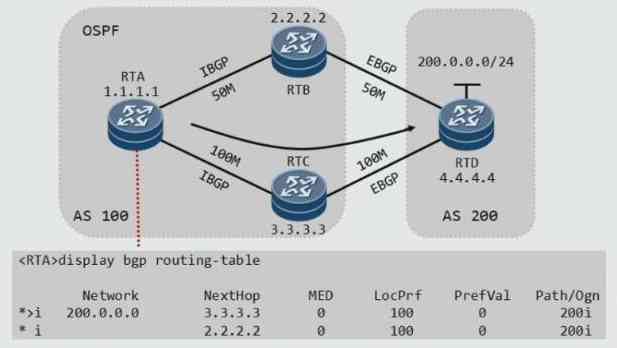 2.2.2.2
OSPF
IBGP
50M
RTB
EBGP
50M
200.0.0.0/24
RTA
1.1.1.1
100M
IBGP
RTC
100M
EBGP
RTD
4.4.4.4
AS 100
3.3.3.3
AS 200
<RTA>display bgp routing-table
Network NextHop MED LocPrf PrefVal Path/Ogn
*>i 200.0.0.0 3.3.3.3 0 100 0 200i
* i 2.2.2.2 0 100 0 200i